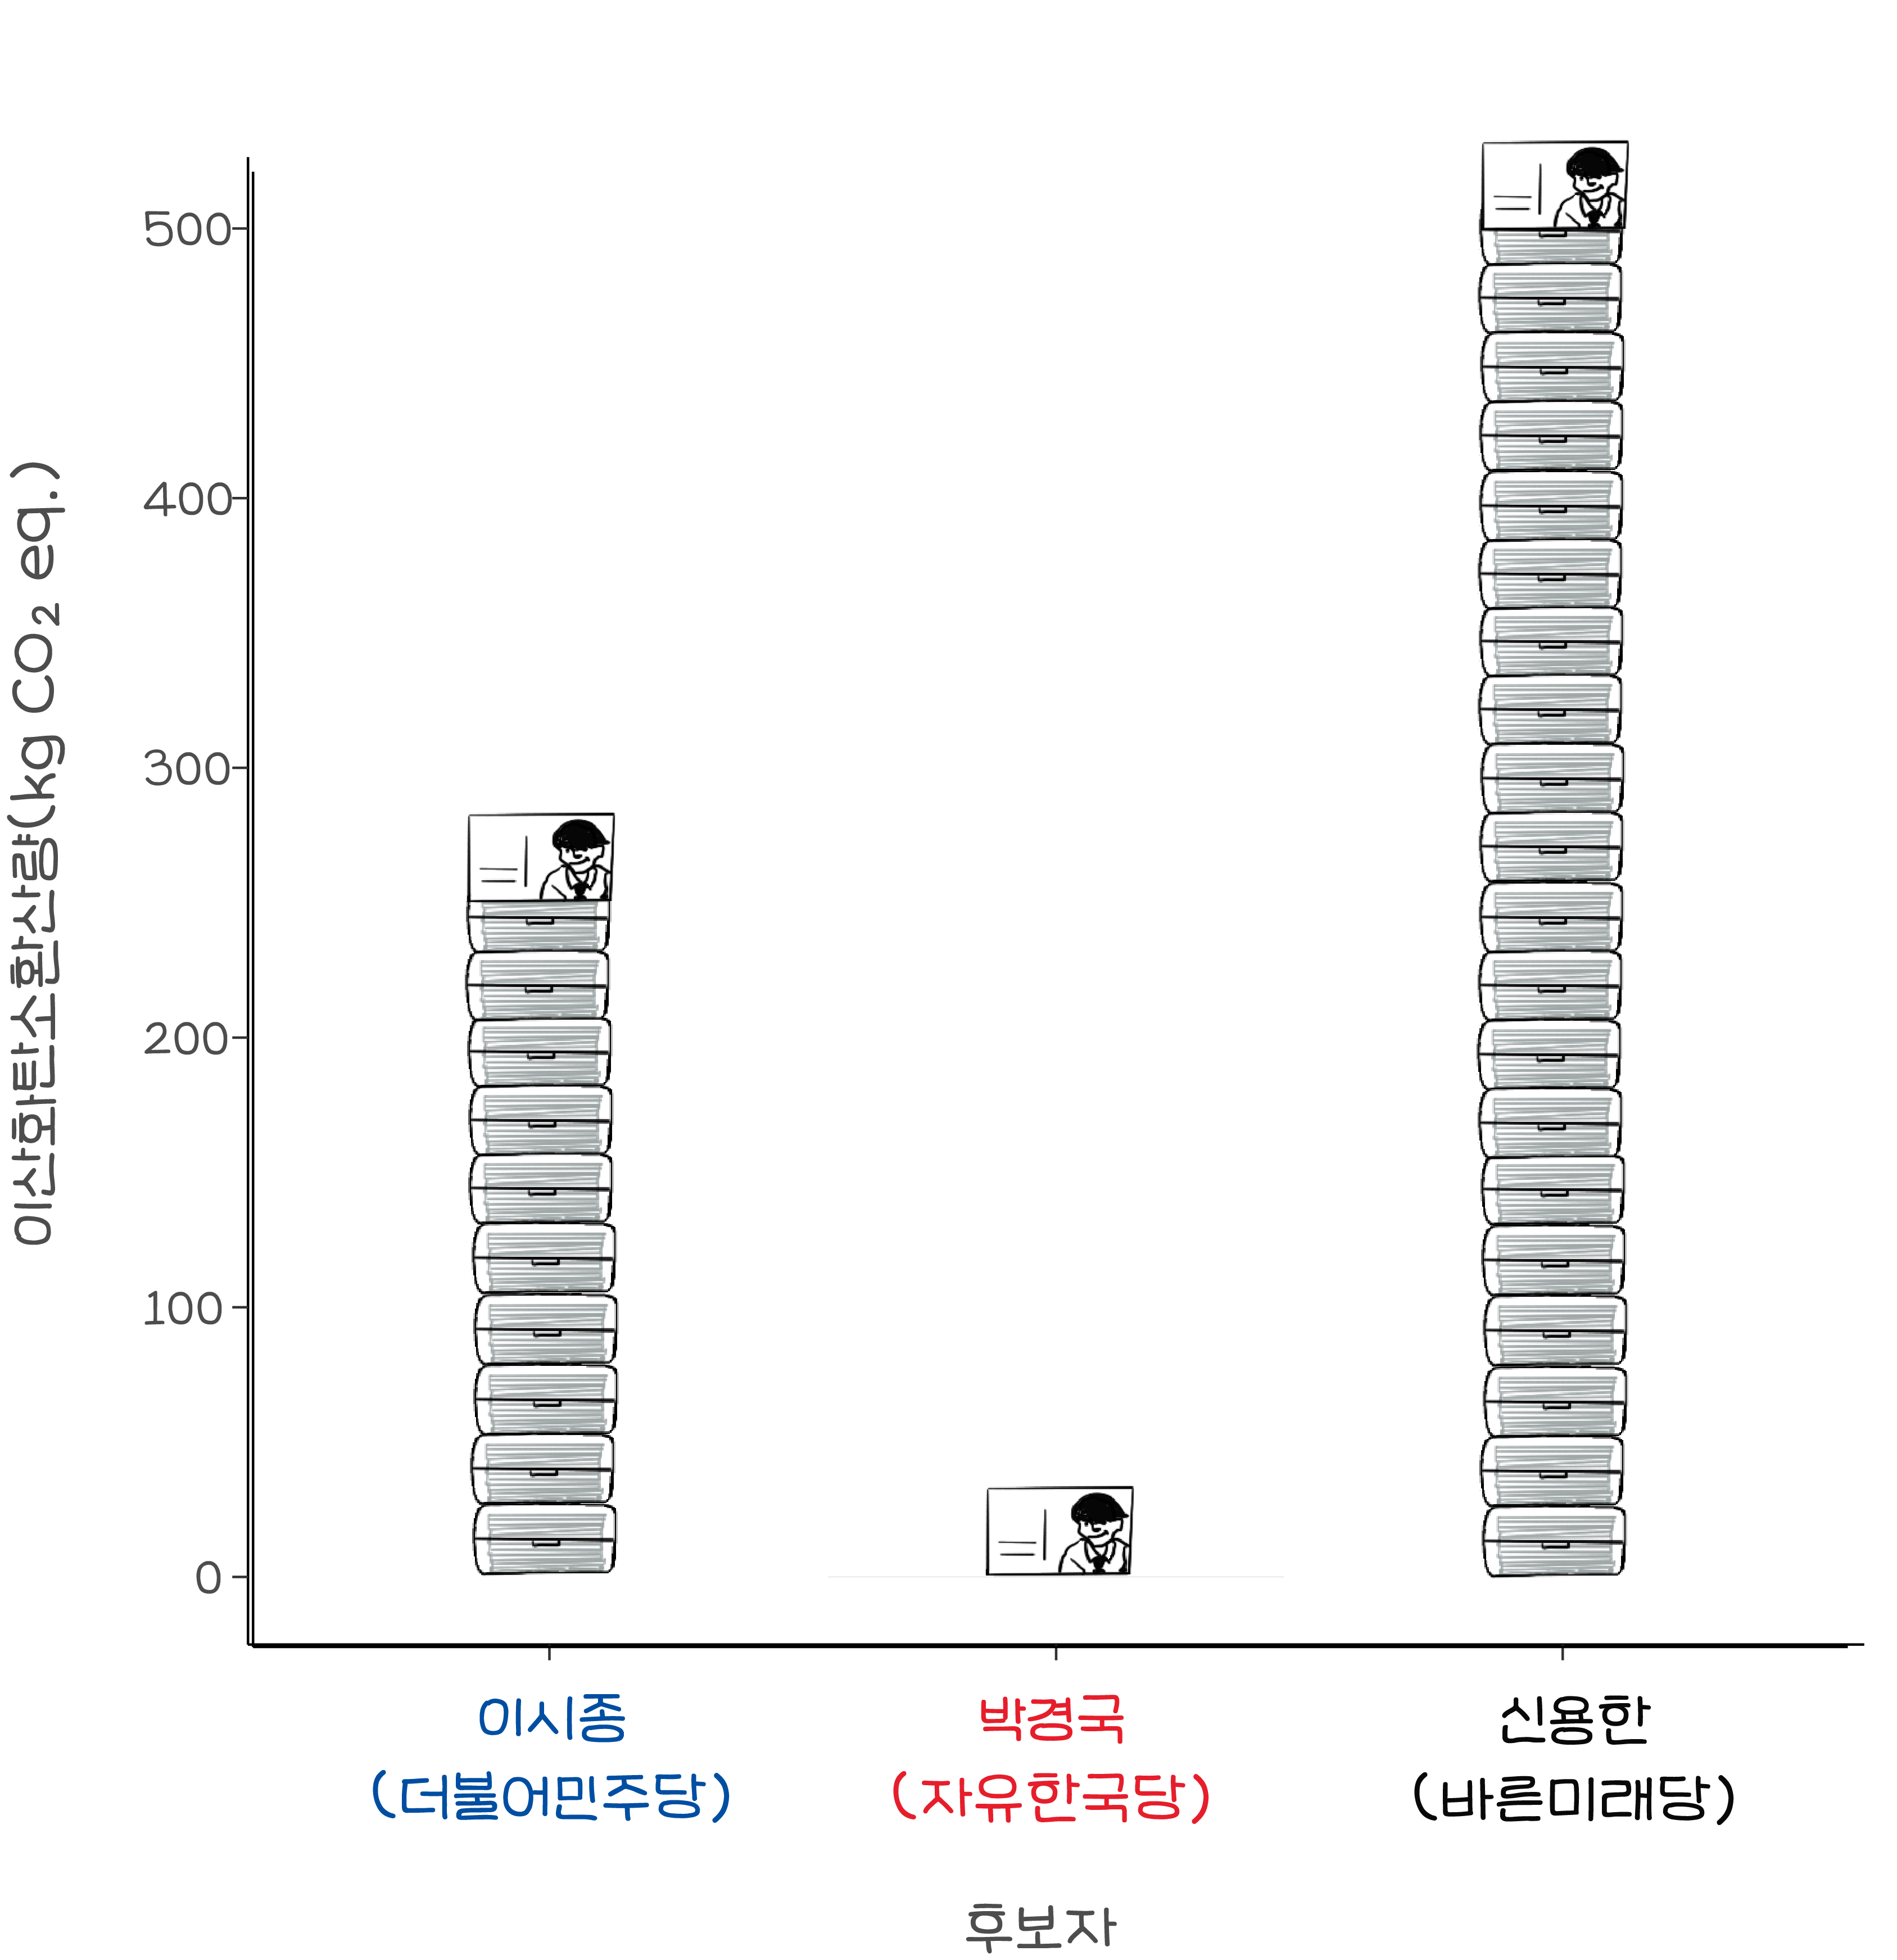 이산화탄소환산량(kg CO₂ eq.)
500
400
300
200
100
0
이시종
(더불어민주당)
박경국
(자유한국당)
신용한
(바른미래당)
후보자